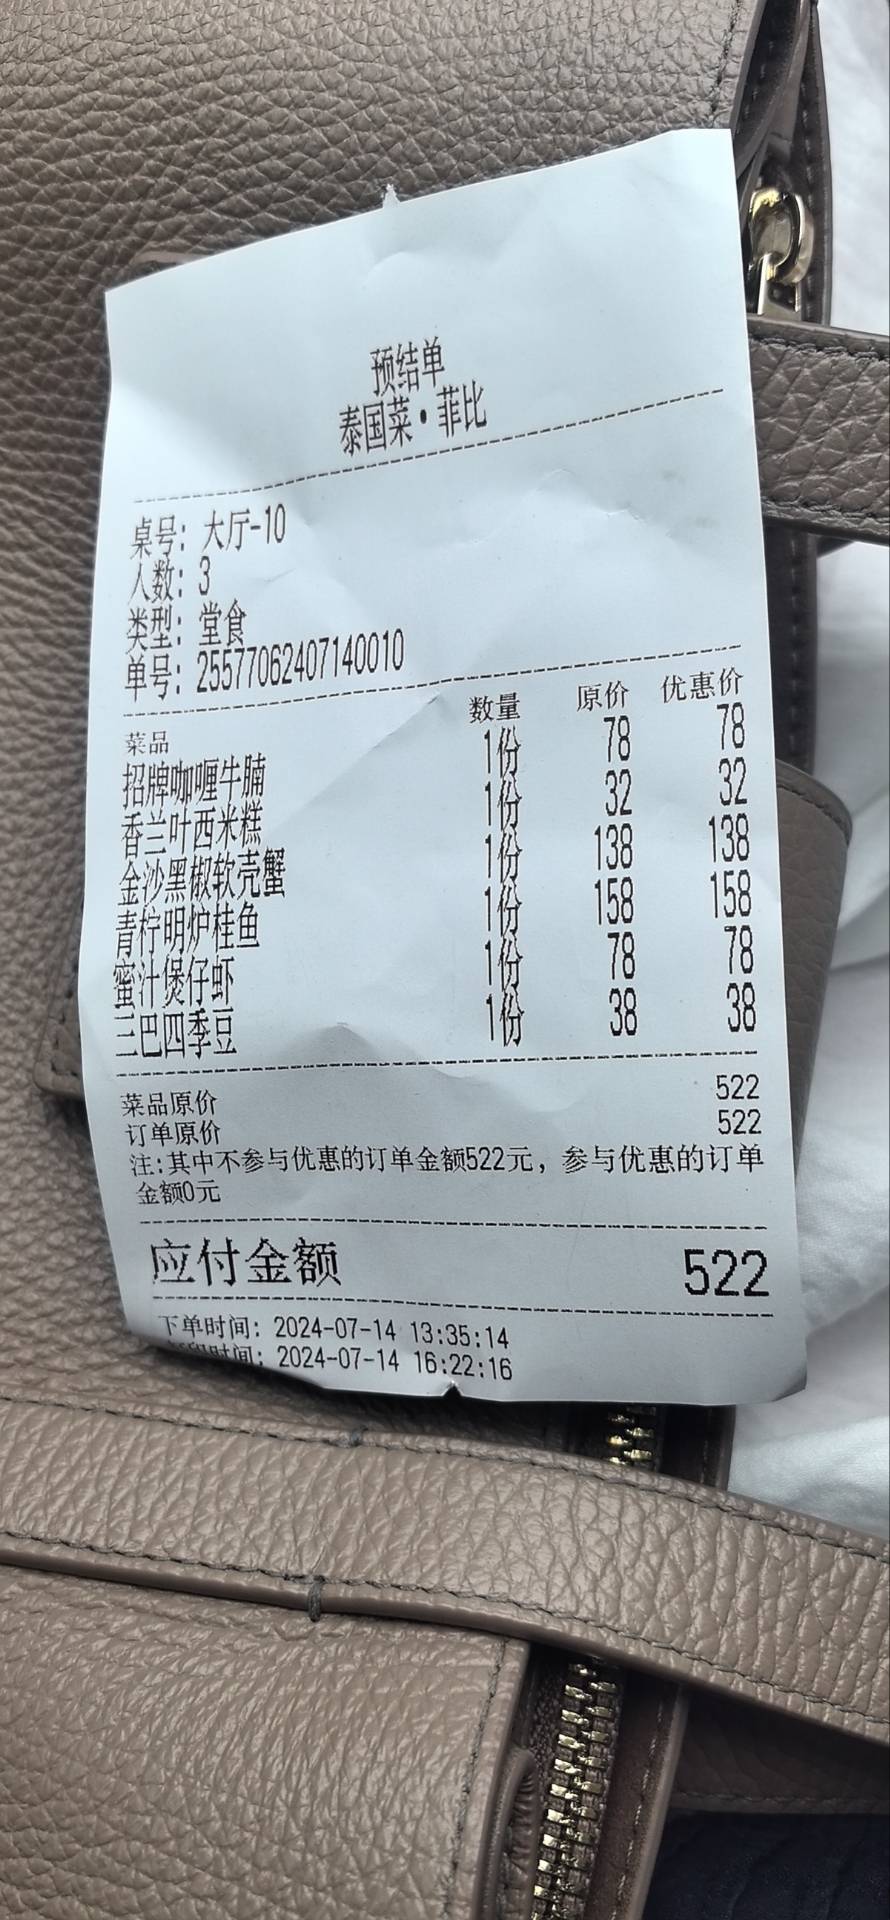 预结单
泰国菜·菲比
桌号: 大厅-10
人数: 3
类型: 堂食
单号: 25577062407140010
菜品 数量 原价 优惠价
招牌咖喱牛腩 1份 78 78
香兰叶西米糕 1份 32 32
金沙黑椒软壳蟹 1份 138 138
青柠明炉桂鱼 1份 158 158
蜜汁煲仔虾 1份 78 78
三巴四季豆 1份 38 38
菜品原价 522
订单原价 522
注:其中不参与优惠的订单金额522元，参与优惠的订单
金额0元
应付金额 522
下单时间: 2024-07-14 13:35:14
时间: 2024-07-14 16:22:16